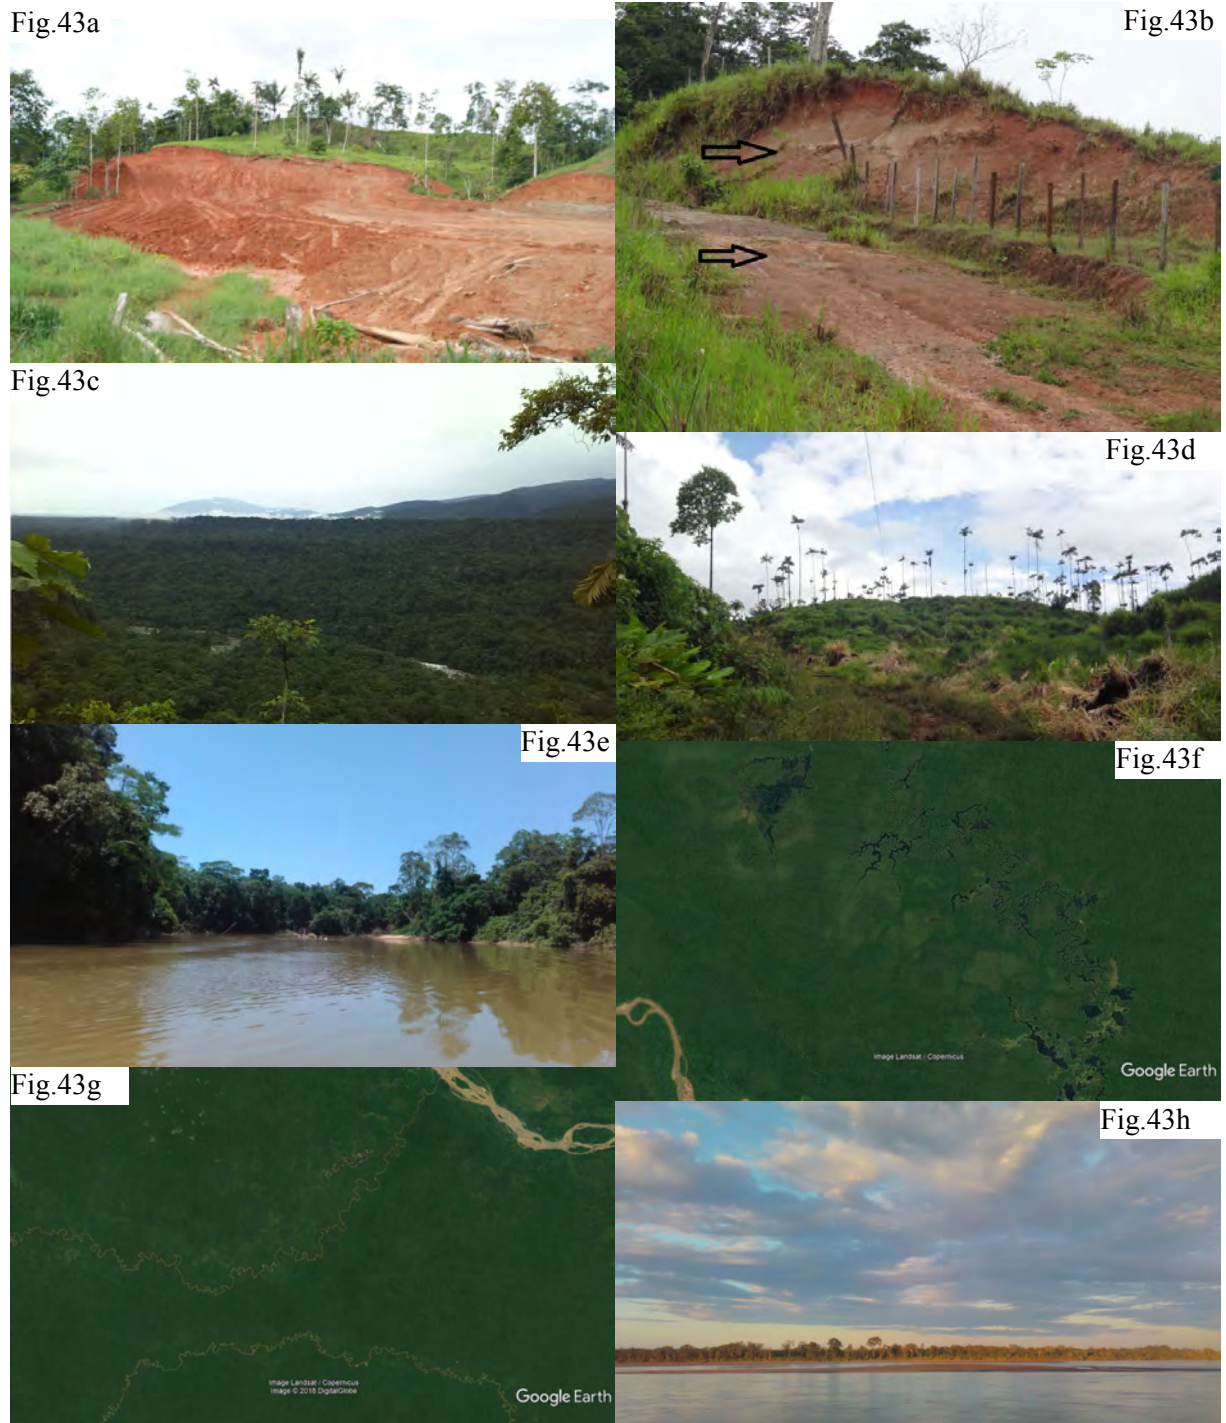 Fig.43a
Fig.43b
Fig.43c
Fig.43d
Fig.43e
Fig.43f
Image Landsat / Copernicus
Google Earth
Fig.43g
Image Landsat / Copernicus
Image © 2018 DigitalGlobe
Google Earth
Fig.43h